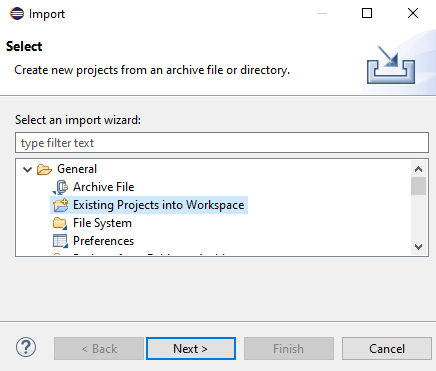 Import
Select
Create new projects from an archive file or directory.
Select an import wizard:
type filter text
General
Archive File
Existing Projects into Workspace
File System
Preferences
?
< Back
Next >
Finish
Cancel